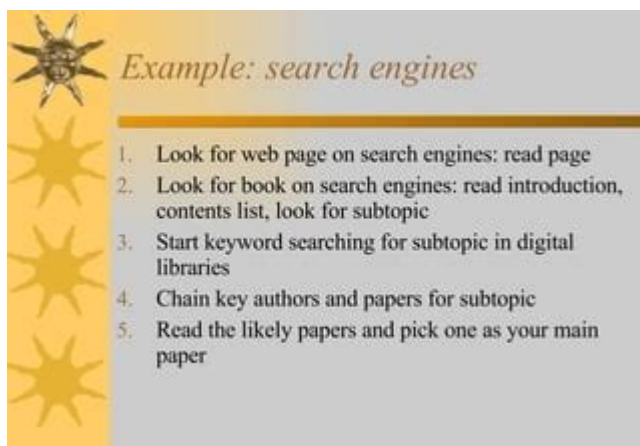 Example: search engines
1. Look for web page on search engines: read page
2. Look for book on search engines: read introduction,
contents list, look for subtopic
3. Start keyword searching for subtopic in digital
libraries
4. Chain key authors and papers for subtopic
5. Read the likely papers and pick one as your main
paper